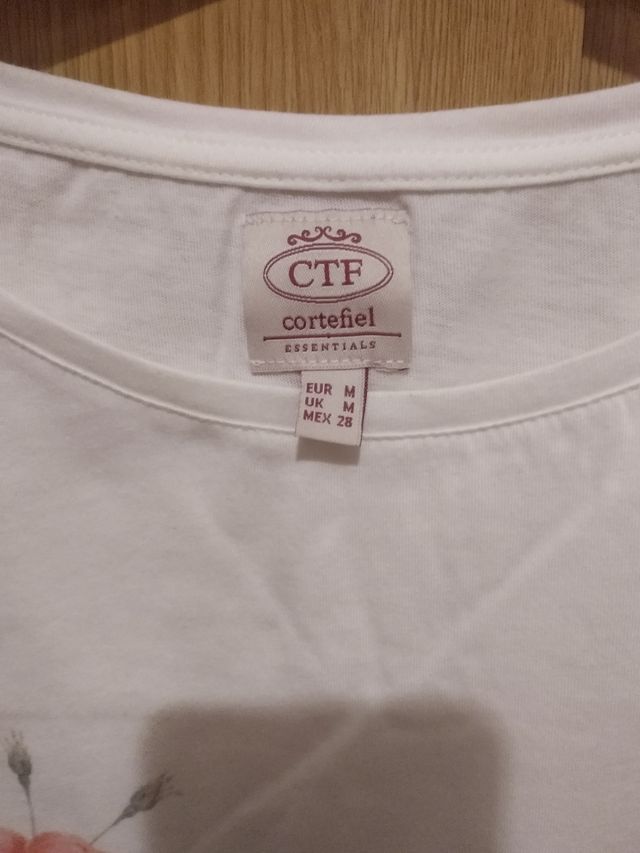 CTF
cortefiel
ESSENTIALS
EUR M
UK M
MEX 28